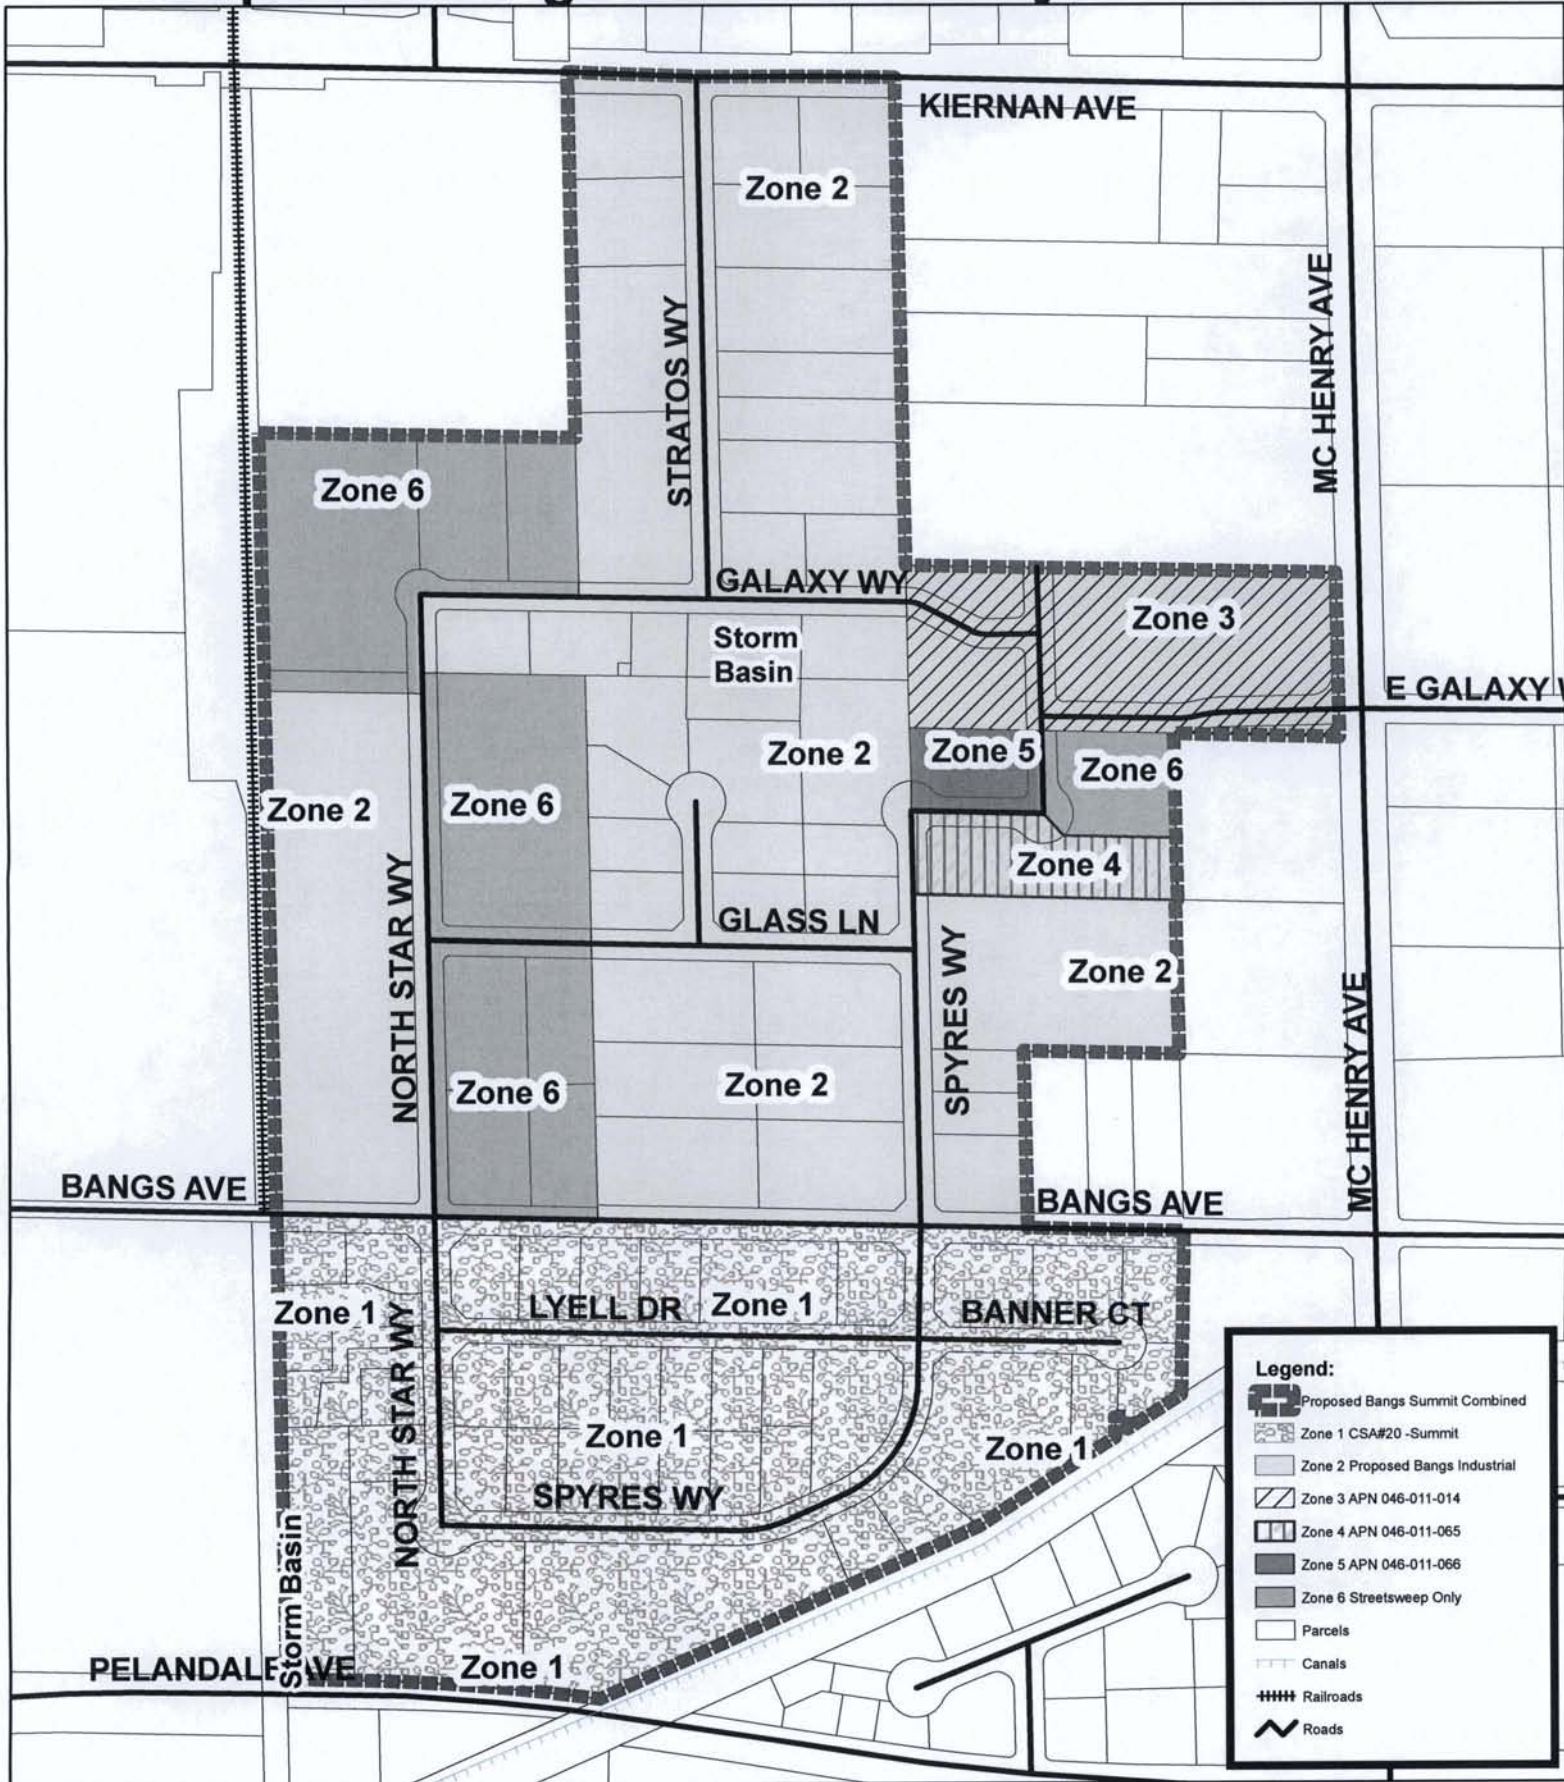 KIERNAN AVE
Zone 2
STRATOS WY
MC HENRY AVE
Zone 6
GALAXY WY
Zone 3
Storm
Basin
E GALAXY
Zone 2
Zone 5
Zone 6
Zone 2
Zone 6
Zone 4
GLASS LN
NORTH STAR WY
SPYRES WY
Zone 2
MC HENRY AVE
Zone 6
Zone 2
BANGS AVE
BANGS AVE
Zone 1
LYELL DR
Zone 1
BANNER CT
NORTH STAR WY
Zone 1
Zone 1
SPYRES WY
Storm Basin
PELANDALE AVE
Zone 1
Legend:
Proposed Bangs Summit Combined
Zone 1 CSA#20 -Summit
Zone 2 Proposed Bangs Industrial
Zone 3 APN 046-011-014
Zone 4 APN 046-011-065
Zone 5 APN 046-011-066
Zone 6 Streetsweep Only
Parcels
Canals
Railroads
Roads